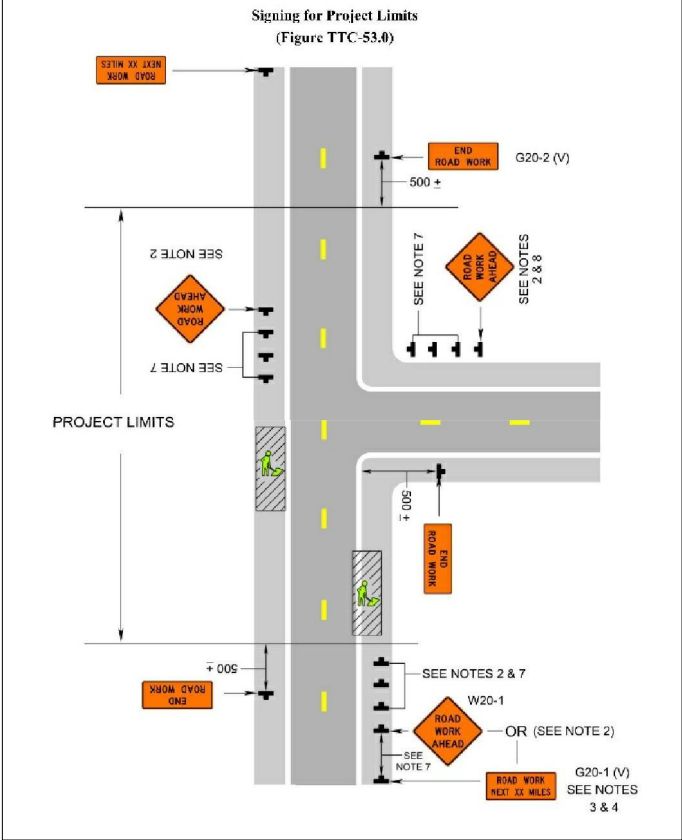 Signing for Project Limits
(Figure TTC-53.0)
ROAD WORK
NEXT XX MILES
END
ROAD WORK
G20-2 (V)
500 ±
SEE NOTE 2
ROAD
WORK
AHEAD
SEE NOTE 7
SEE NOTE 7
ROAD
WORK
AHEAD
SEE NOTES
2 & 8
PROJECT LIMITS
500 ±
END
ROAD WORK
500 ±
END
ROAD WORK
SEE NOTES 2 & 7
W20-1
ROAD
WORK
AHEAD
OR (SEE NOTE 2)
SEE
NOTE 7
ROAD WORK
NEXT XX MILES
G20-1 (V)
SEE NOTES
3 & 4